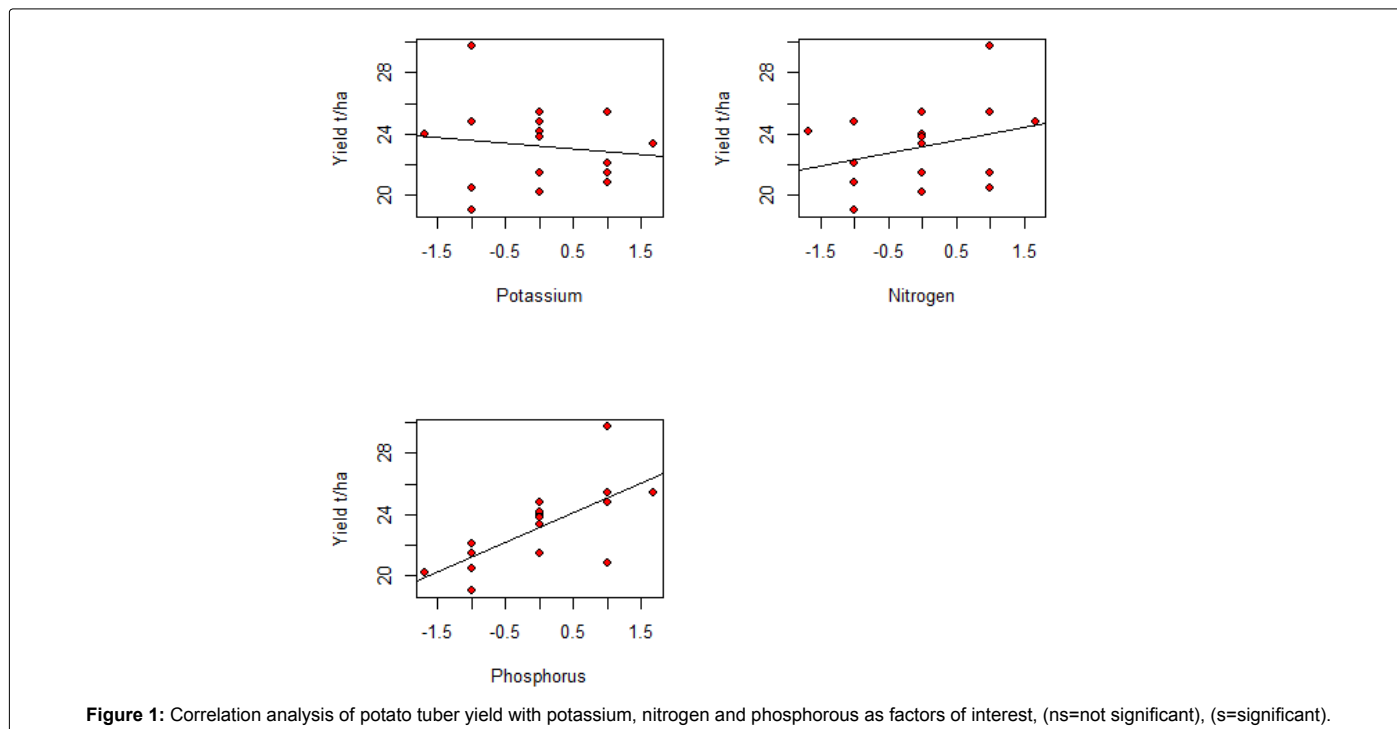 Yield t/ha
28
24
20
-1.5 -0.5 0.5 1.5
Potassium
Yield t/ha
28
24
20
-1.5 -0.5 0.5 1.5
Nitrogen
Yield t/ha
28
24
20
-1.5 -0.5 0.5 1.5
Phosphorus
Figure 1: Correlation analysis of potato tuber yield with potassium, nitrogen and phosphorous as factors of interest, (ns=not significant), (s=significant).